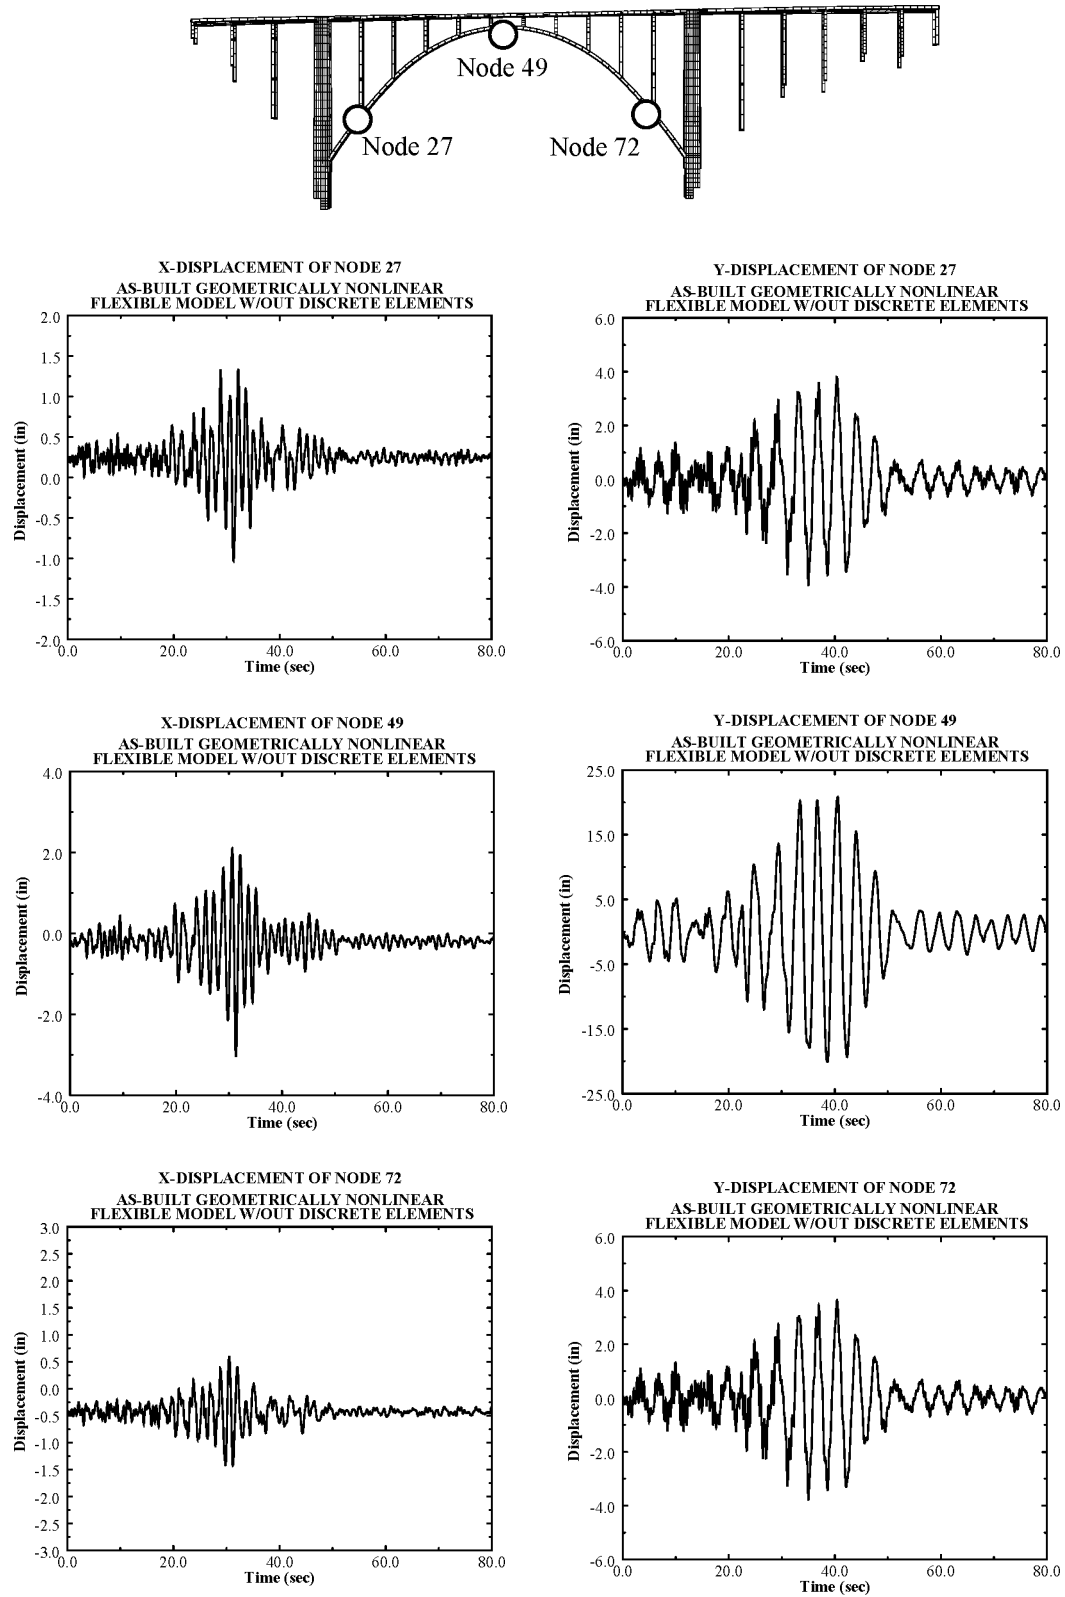 Node 49
Node 27
Node 72
X-DISPLACEMENT OF NODE 27
AS-BUILT GEOMETRICALLY NONLINEAR
FLEXIBLE MODEL W/OUT DISCRETE ELEMENTS
2.0
1.5
1.0
0.5
0.0
-0.5
-1.0
-1.5
-2.0
Displacement (in)
0.0 20.0 40.0 60.0 80.0
Time (sec)
Y-DISPLACEMENT OF NODE 27
AS-BUILT GEOMETRICALLY NONLINEAR
FLEXIBLE MODEL W/OUT DISCRETE ELEMENTS
6.0
4.0
2.0
0.0
-2.0
-4.0
-6.0
Displacement (in)
0.0 20.0 40.0 60.0 80.0
Time (sec)
X-DISPLACEMENT OF NODE 49
AS-BUILT GEOMETRICALLY NONLINEAR
FLEXIBLE MODEL W/OUT DISCRETE ELEMENTS
4.0
2.0
0.0
-2.0
-4.0
Displacement (in)
0.0 20.0 40.0 60.0 80.0
Time (sec)
Y-DISPLACEMENT OF NODE 49
AS-BUILT GEOMETRICALLY NONLINEAR
FLEXIBLE MODEL W/OUT DISCRETE ELEMENTS
25.0
15.0
5.0
-5.0
-15.0
-25.0
Displacement (in)
0.0 20.0 40.0 60.0 80.0
Time (sec)
X-DISPLACEMENT OF NODE 72
AS-BUILT GEOMETRICALLY NONLINEAR
FLEXIBLE MODEL W/OUT DISCRETE ELEMENTS
3.0
2.5
2.0
1.5
1.0
0.5
0.0
-0.5
-1.0
-1.5
-2.0
-2.5
-3.0
Displacement (in)
0.0 20.0 40.0 60.0 80.0
Time (sec)
Y-DISPLACEMENT OF NODE 72
AS-BUILT GEOMETRICALLY NONLINEAR
FLEXIBLE MODEL W/OUT DISCRETE ELEMENTS
6.0
4.0
2.0
0.0
-2.0
-4.0
-6.0
Displacement (in)
0.0 20.0 40.0 60.0 80.0
Time (sec)